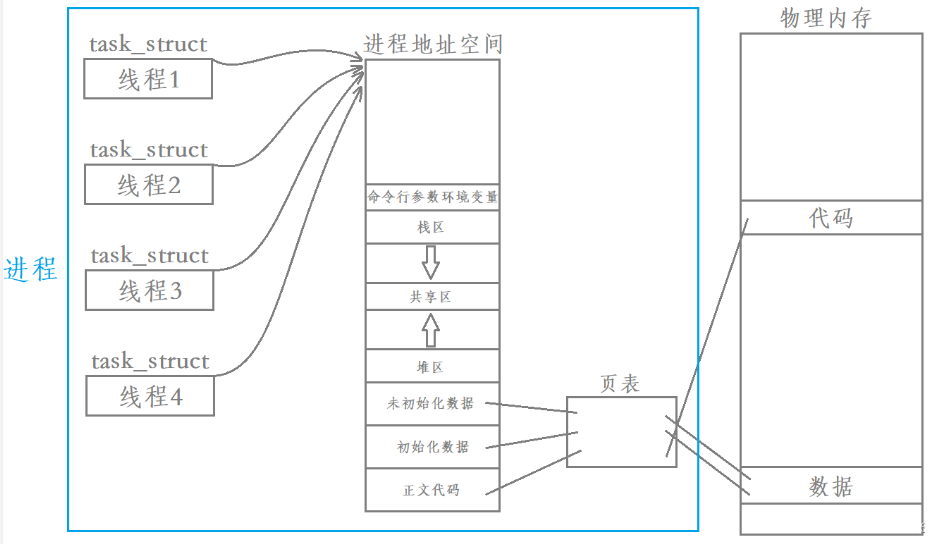 进程
task_struct
线程1
task_struct
线程2
task_struct
线程3
task_struct
线程4
进程地址空间
命令行参数环境变量
栈区
共享区
堆区
未初始化数据
初始化数据
正文代码
页表
物理内存
代码
数据